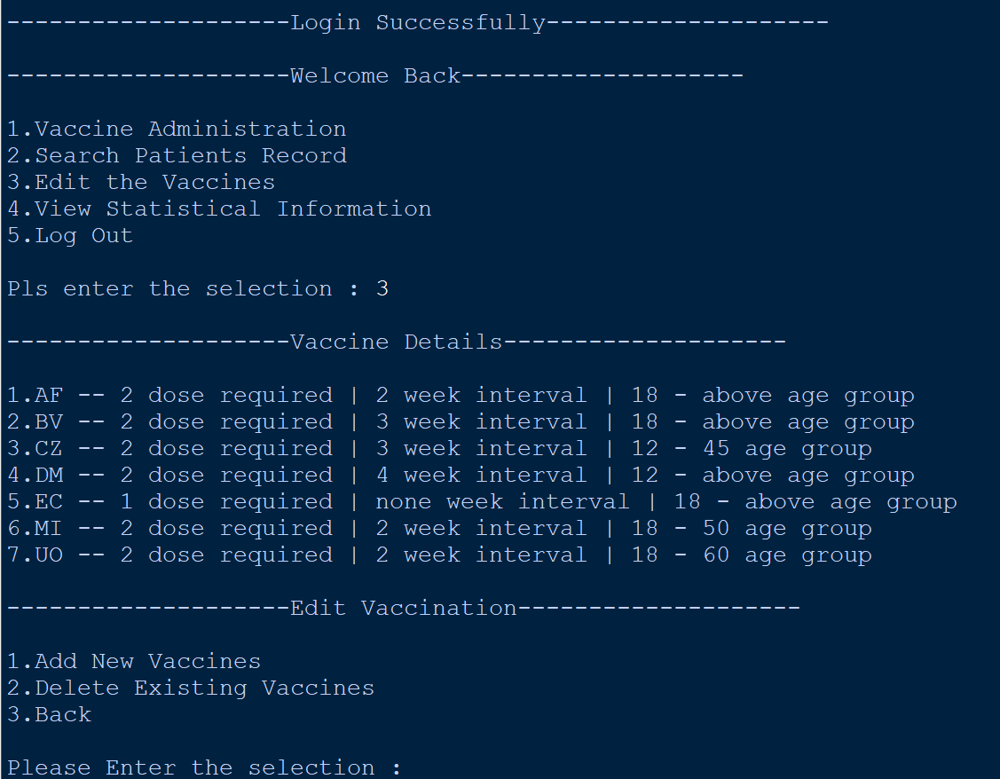 --------------------Login Successfully--------------------
--------------------Welcome Back--------------------
1.Vaccine Administration
2.Search Patients Record
3.Edit the Vaccines
4.View Statistical Information
5.Log Out
Pls enter the selection : 3
--------------------Vaccine Details--------------------
1.AF -- 2 dose required | 2 week interval | 18 - above age group
2.BV -- 2 dose required | 3 week interval | 18 - above age group
3.CZ -- 2 dose required | 3 week interval | 12 - 45 age group
4.DM -- 2 dose required | 4 week interval | 12 - above age group
5.EC -- 1 dose required | none week interval | 18 - above age group
6.MI -- 2 dose required | 2 week interval | 18 - 50 age group
7.UO -- 2 dose required | 2 week interval | 18 - 60 age group
--------------------Edit Vaccination--------------------
1.Add New Vaccines
2.Delete Existing Vaccines
3.Back
Please Enter the selection :